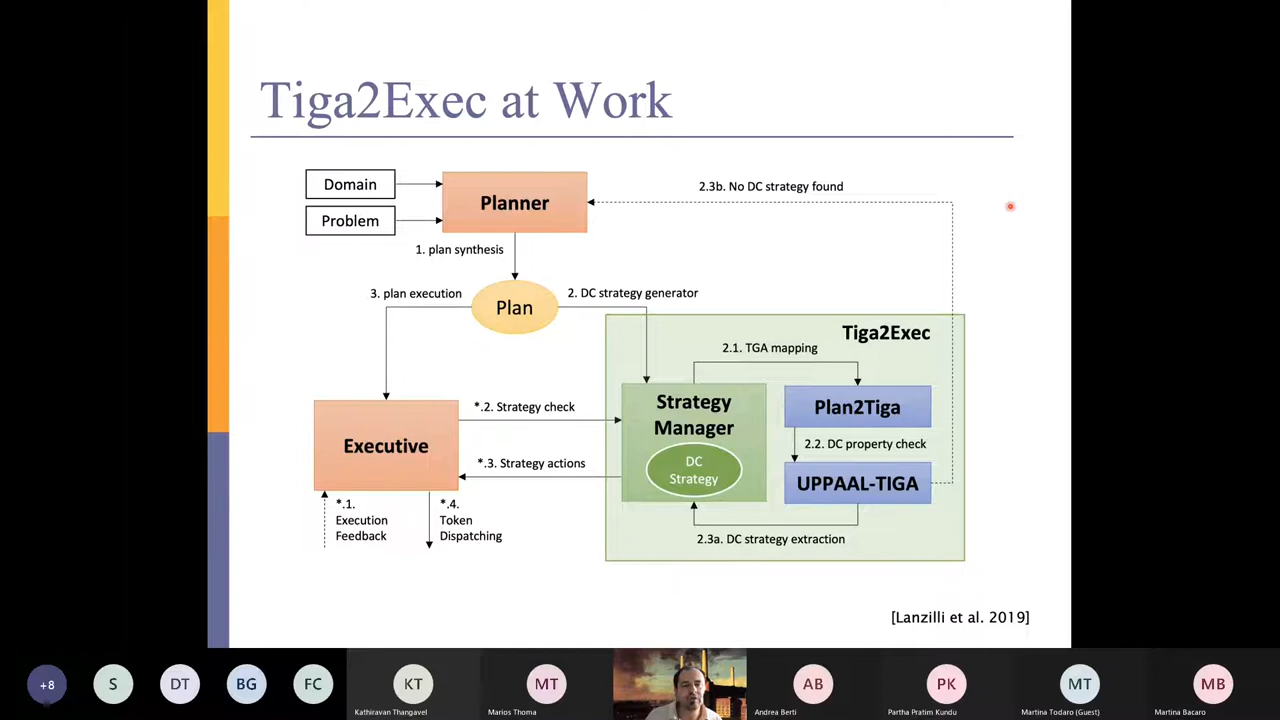 Tiga2Exec at Work
Domain
Problem
Planner
2.3b. No DC strategy found
1. plan synthesis
3. plan execution
Plan
2. DC strategy generator
Tiga2Exec
2.1. TGA mapping
Strategy
Manager
DC
Strategy
Plan2Tiga
2.2. DC property check
UPPAAL-TIGA
2.3a. DC strategy extraction
*.2. Strategy check
Executive
*.3. Strategy actions
*.1.
Execution
Feedback
*.4.
Token
Dispatching
[Lanzilli et al. 2019]
+8
S
DT
BG
FC
KT
Kathiravan Thangavel
MT
Marios Thoma
AB
Andrea Berti
PK
Partha Pratim Kundu
MT
Martina Todaro (Guest)
MB
Martina Bacaro